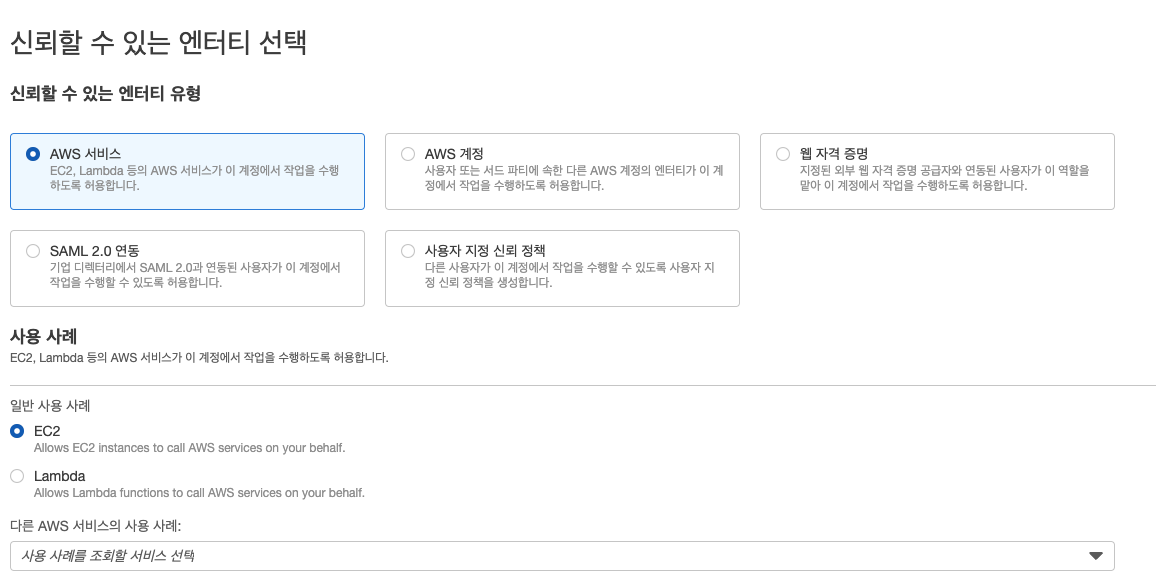 신뢰할 수 있는 엔터티 선택
신뢰할 수 있는 엔터티 유형
AWS 서비스
EC2, Lambda 등의 AWS 서비스가 이 계정에서 작업을 수행
하도록 허용합니다.
AWS 계정
사용자 또는 서드 파티에 속한 다른 AWS 계정의 엔터티가 이 계
정에서 작업을 수행하도록 허용합니다.
웹 자격 증명
지정된 외부 웹 자격 증명 공급자와 연동된 사용자가 이 역할을
맡아 이 계정에서 작업을 수행하도록 허용합니다.
SAML 2.0 연동
기업 디렉터리에서 SAML 2.0과 연동된 사용자가 이 계정에서
작업을 수행할 수 있도록 허용합니다.
사용자 지정 신뢰 정책
다른 사용자가 이 계정에서 작업을 수행할 수 있도록 사용자 지
정 신뢰 정책을 생성합니다.
사용 사례
EC2, Lambda 등의 AWS 서비스가 이 계정에서 작업을 수행하도록 허용합니다.
일반 사용 사례
EC2
Allows EC2 instances to call AWS services on your behalf.
Lambda
Allows Lambda functions to call AWS services on your behalf.
다른 AWS 서비스의 사용 사례:
사용 사례를 조회할 서비스 선택